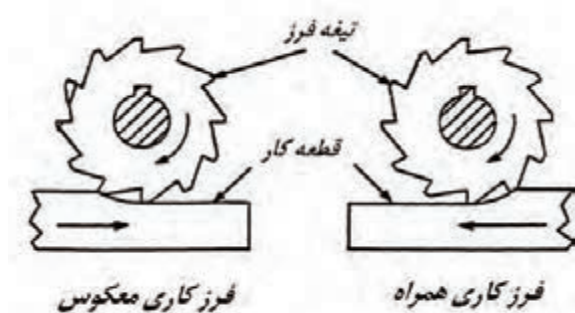 تیغه فرز
قطعه کار
فرز کاری همراه
فرز کاری معکوس